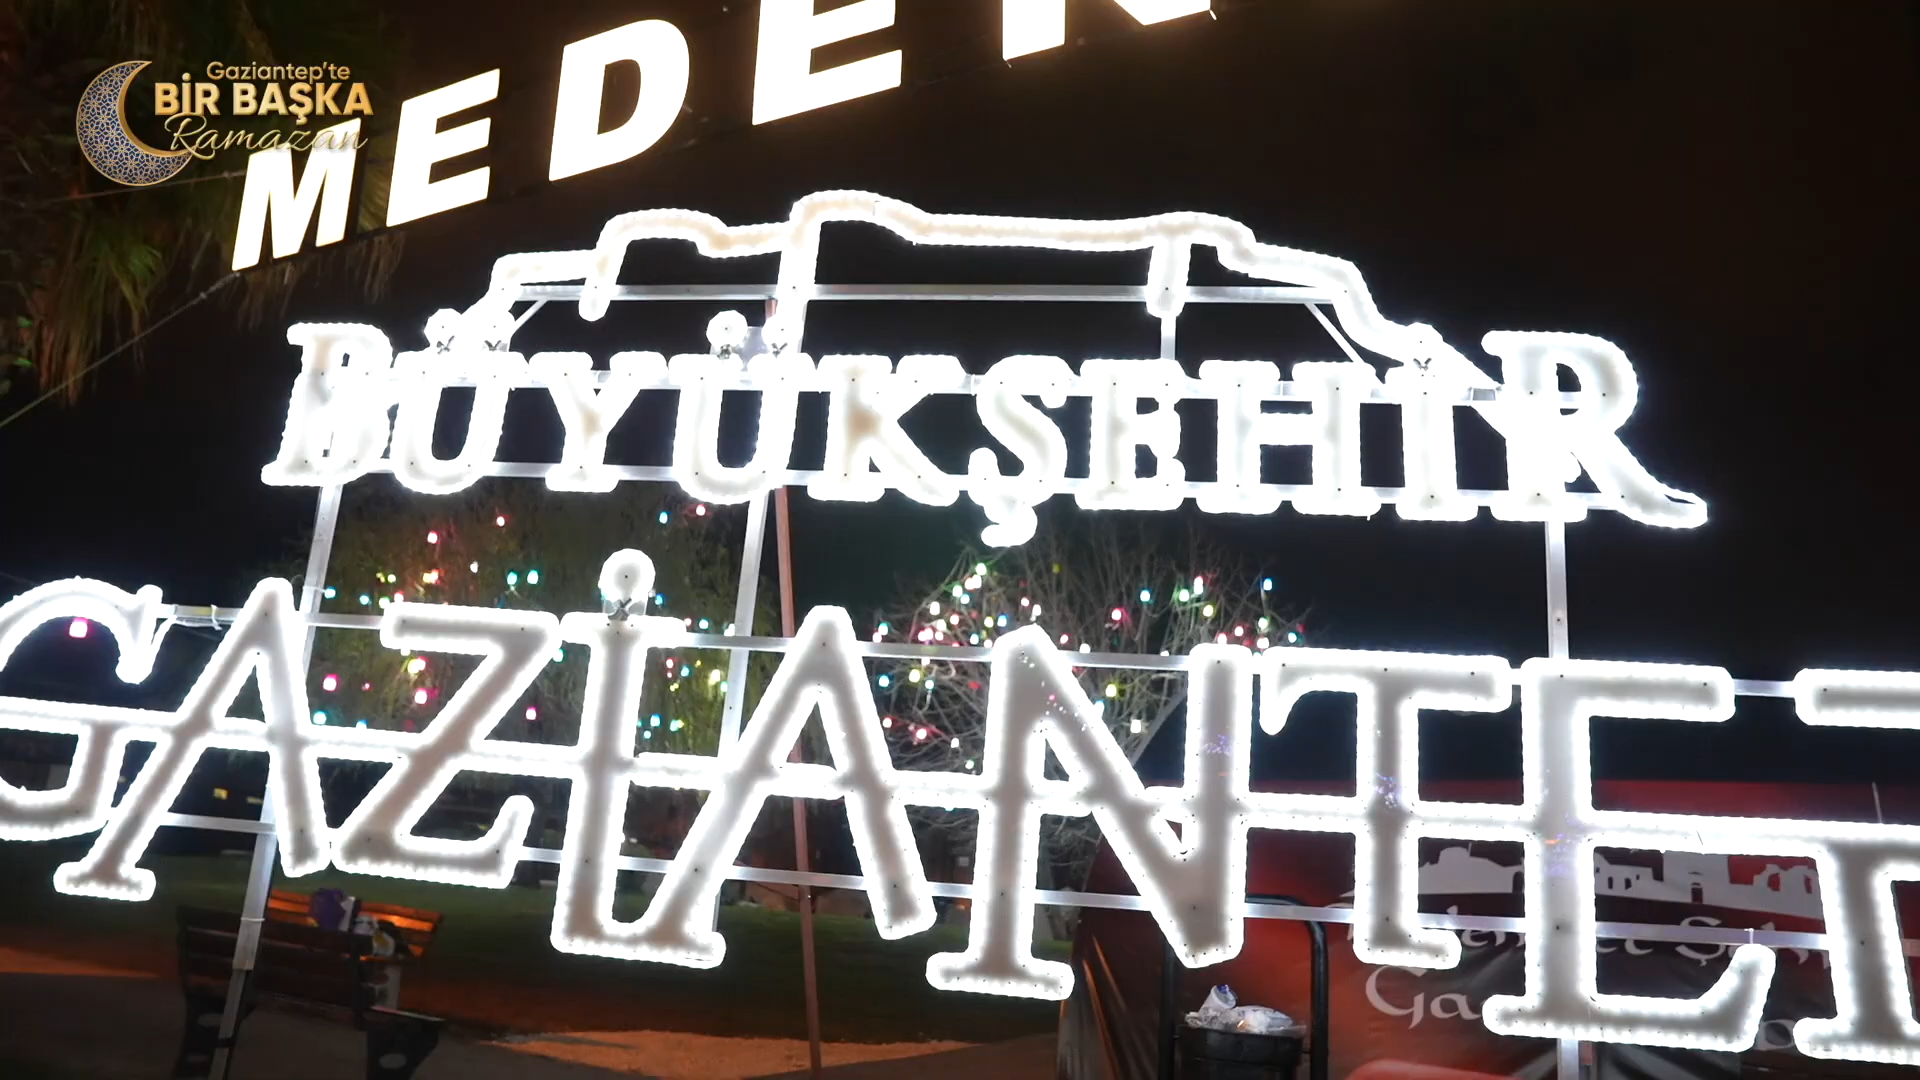 Gaziantep'te
BİR BAŞKA
Ramazan
MEDEN
BÜYÜKŞEHİR
GAZİANTE